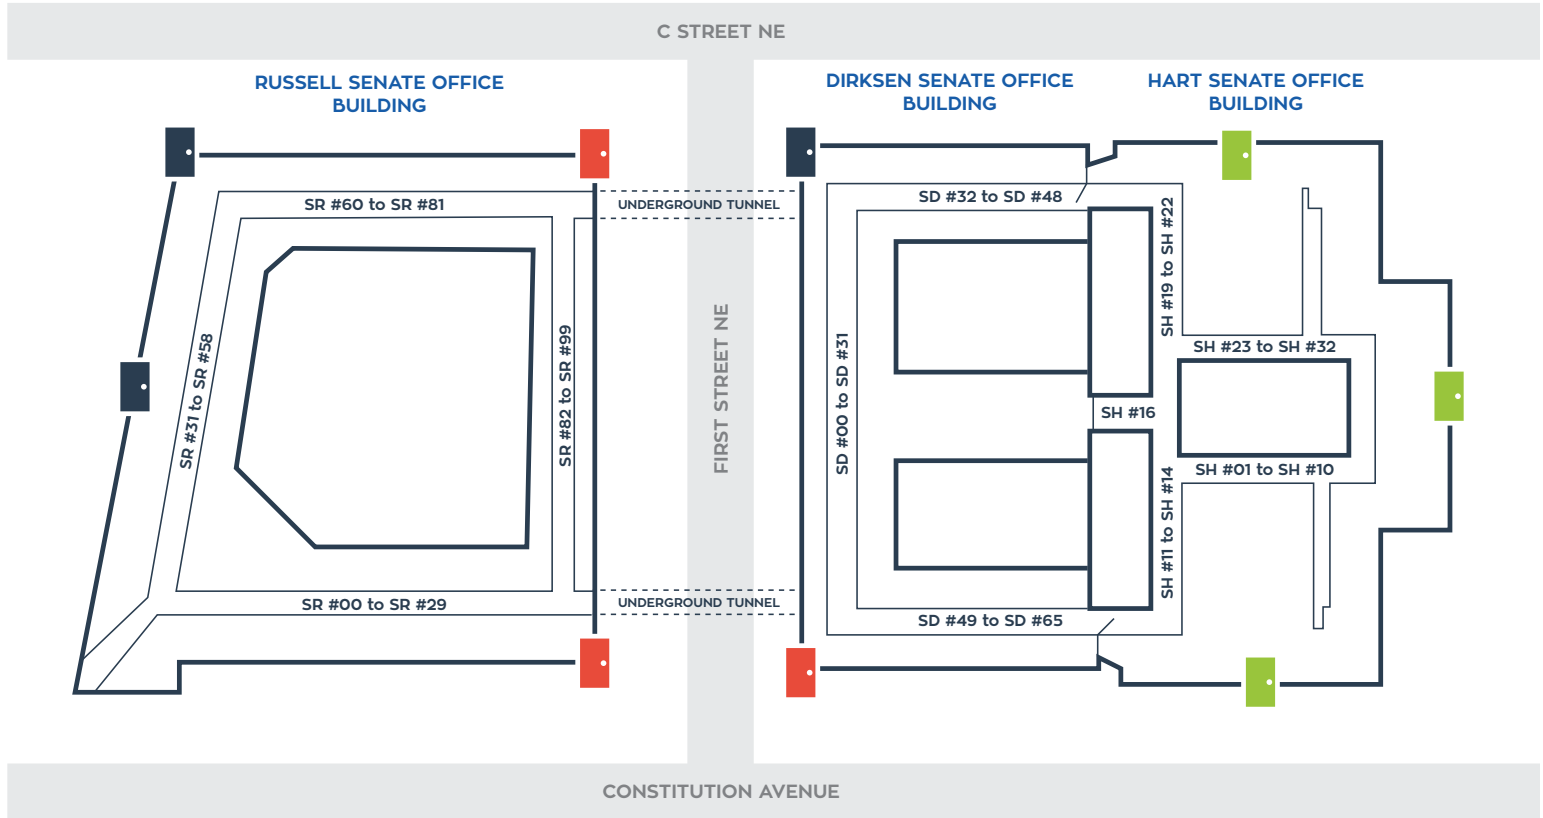 C STREET NE
RUSSELL SENATE OFFICE
BUILDING
DIRKSEN SENATE OFFICE
BUILDING
HART SENATE OFFICE
BUILDING
SR #60 to SR #81
UNDERGROUND TUNNEL
SD #32 to SD #48
SH #19 to SH #22
SR #31 to SR #58
SR #82 to SR #99
FIRST STREET NE
SD #00 to SD #31
SH #23 to SH #32
SH #16
SH #01 to SH #10
SH #11 to SH #14
SR #00 to SR #29
UNDERGROUND TUNNEL
SD #49 to SD #65
CONSTITUTION AVENUE